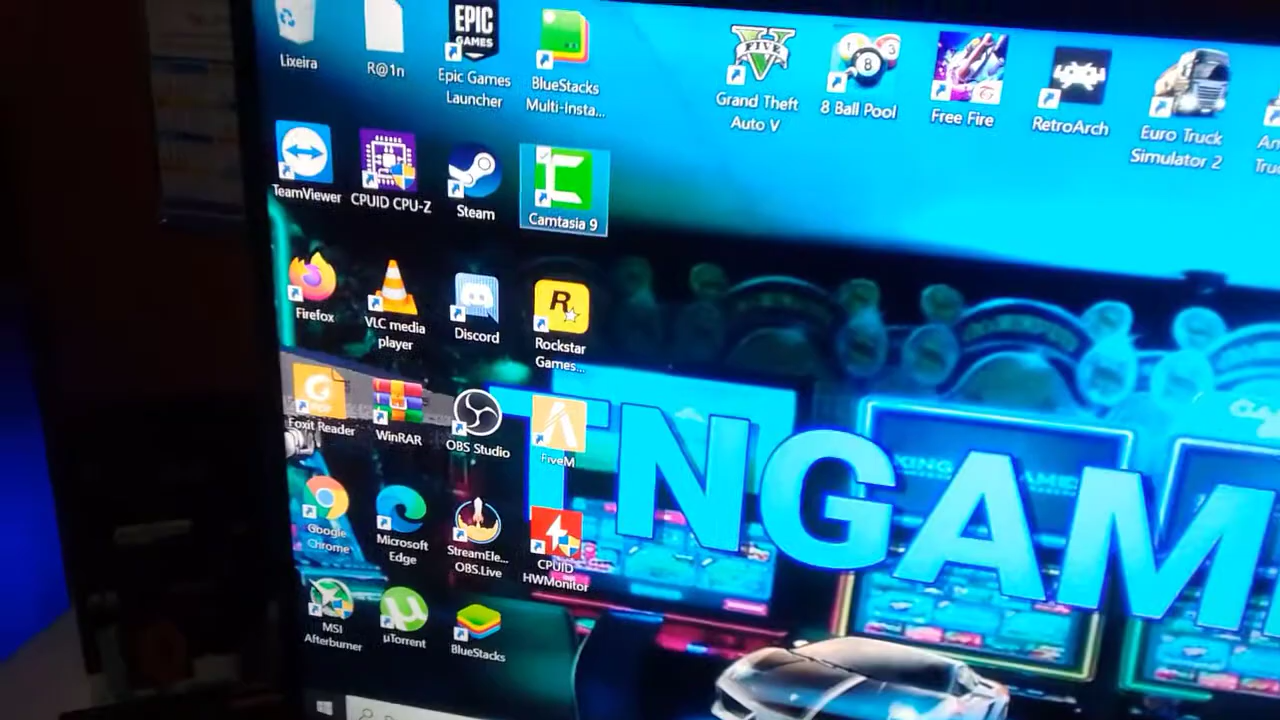 Lixeira
R@1n
EPIC
GAMES
Epic Games
Launcher
BlueStacks
Multi-Insta...
FIVE
Grand Theft
Auto V
8
8 Ball Pool
Free Fire
RetroArch
Euro Truck
Simulator 2
TeamViewer
CPUID CPU-Z
Steam
Camtasia 9
Firefox
VLC media
player
Discord
R
Rockstar
Games...
Foxit Reader
WinRAR
OBS Studio
FiveM
TNGAM
Google
Chrome
Microsoft
Edge
StreamEle...
OBS.Live
CPUID
HWMonitor
MSI
Afterburner
µTorrent
BlueStacks